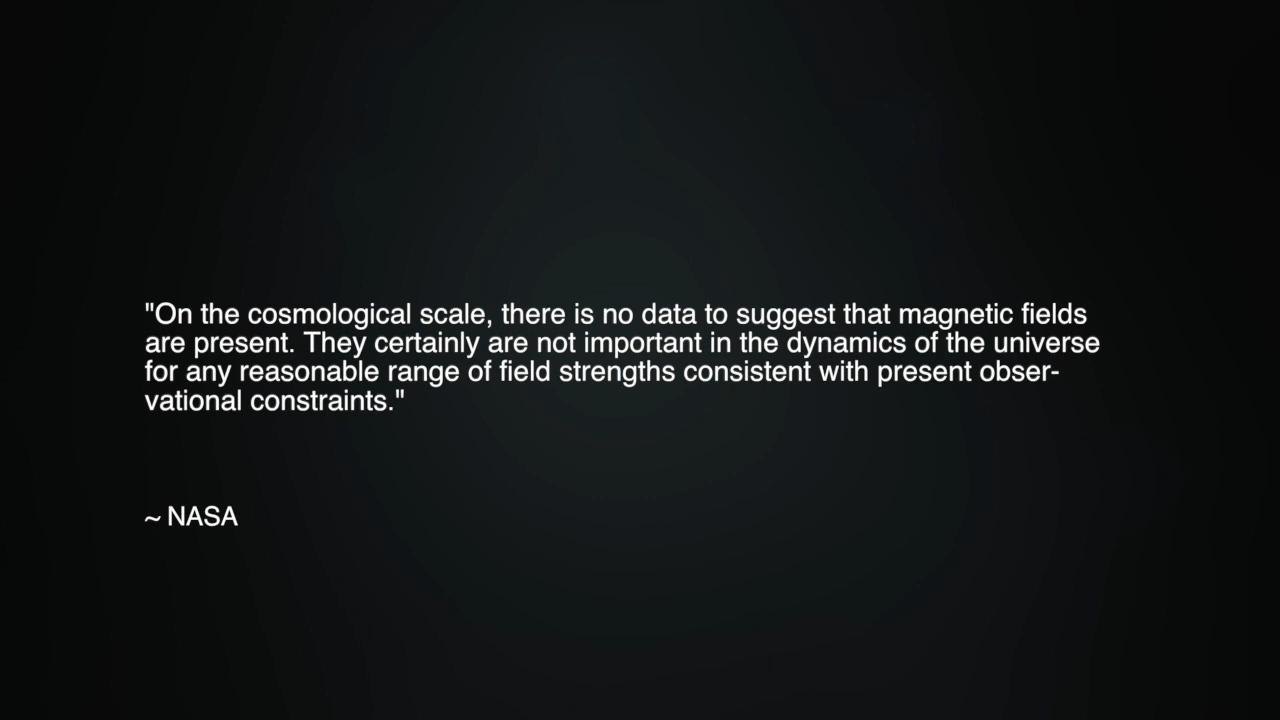 "On the cosmological scale, there is no data to suggest that magnetic fields
are present. They certainly are not important in the dynamics of the universe
for any reasonable range of field strengths consistent with present obser-
vational constraints."
~ NASA